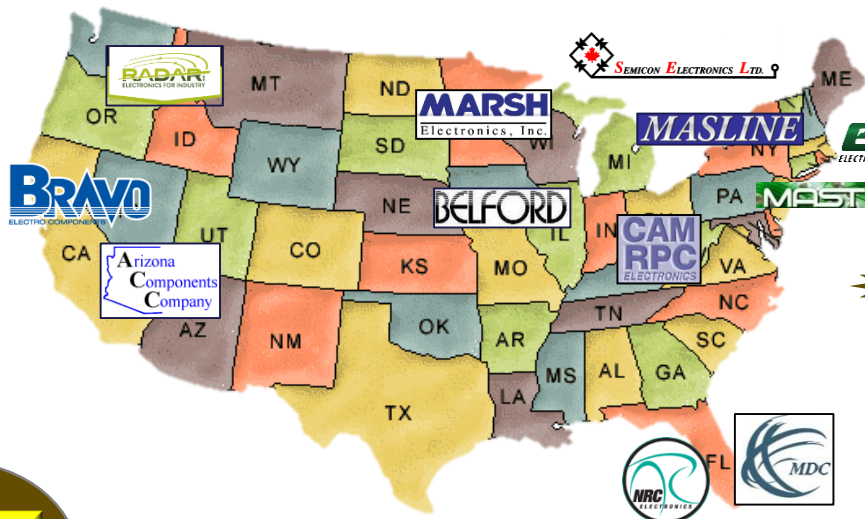 SEMICON ELECTRONICS LTD.
RADAR
ELECTRONICS FOR INDUSTRY
MT
ND
ME
OR
MARSH
Electronics, Inc.
MASLINE
ID
SD
WI
MI
NY
WY
PA
BRAVO
ELECTRO COMPONENTS
NE
BELFORD
MAST
UT
CO
IL
IN
CAM
RPC
ELECTRONICS
CA
KS
MO
VA
Arizona
Components
Company
NC
TN
AZ
NM
OK
AR
SC
MS
AL
GA
LA
TX
FL
MDC
NRC
ELECTRONICS